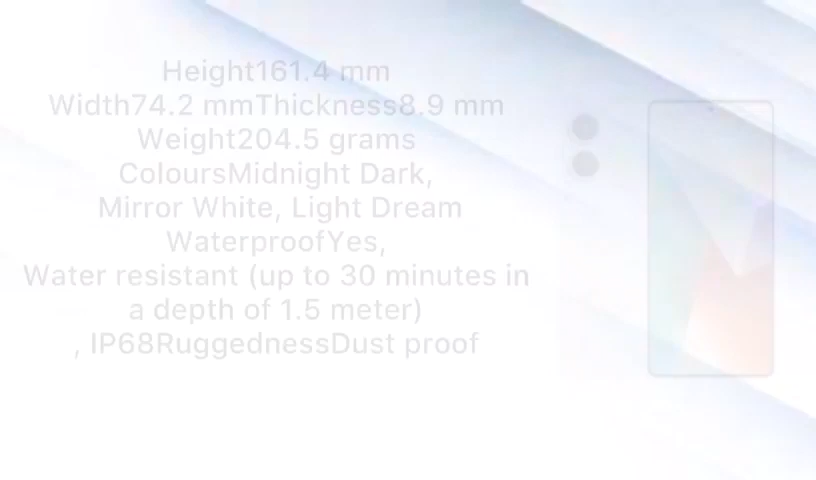 Height161.4 mm
Width74.2 mmThickness8.9 mm
Weight204.5 grams
ColoursMidnight Dark,
Mirror White, Light Dream
WaterproofYes,
Water resistant (up to 30 minutes in
a depth of 1.5 meter)
, IP68RuggednessDust proof